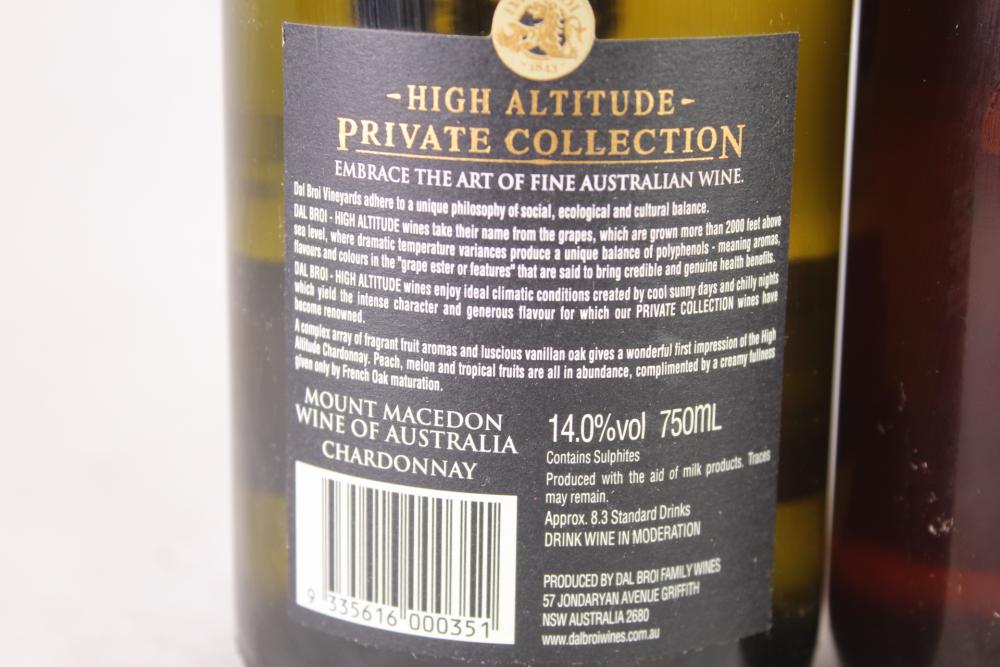 1843
-HIGH ALTITUDE-
PRIVATE COLLECTION
EMBRACE THE ART OF FINE AUSTRALIAN WINE.
Dal Broi Vineyards adhere to a unique philosophy of social, ecological and cultural balance.
DAL BROI - HIGH ALTITUDE wines take their name from the grapes, which are grown more than 2000 feet above
sea level, where dramatic temperature variances produce a unique balance of polyphenols - meaning aromas,
flavours and colours in the "grape ester or features" that are said to bring credible and genuine health benefits.
DAL BROI - HIGH ALTITUDE wines enjoy ideal climatic conditions created by cool sunny days and chilly nights
which yield the intense character and generous flavour for which our PRIVATE COLLECTION wines have
become renowned.
A complex array of fragrant fruit aromas and luscious vanillan oak gives a wonderful first impression of the High
Altitude Chardonnay. Peach, melon and tropical fruits are all in abundance, complimented by a creamy fullness
given only by French Oak maturation.
MOUNT MACEDON
WINE OF AUSTRALIA
CHARDONNAY
9 335616 000351
14.0%vol 750mL
Contains Sulphites
Produced with the aid of milk products. Traces
may remain.
Approx. 8.3 Standard Drinks
DRINK WINE IN MODERATION
PRODUCED BY DAL BROI FAMILY WINES
57 JONDARYAN AVENUE GRIFFITH
NSW AUSTRALIA 2680
www.dalbroiwines.com.au